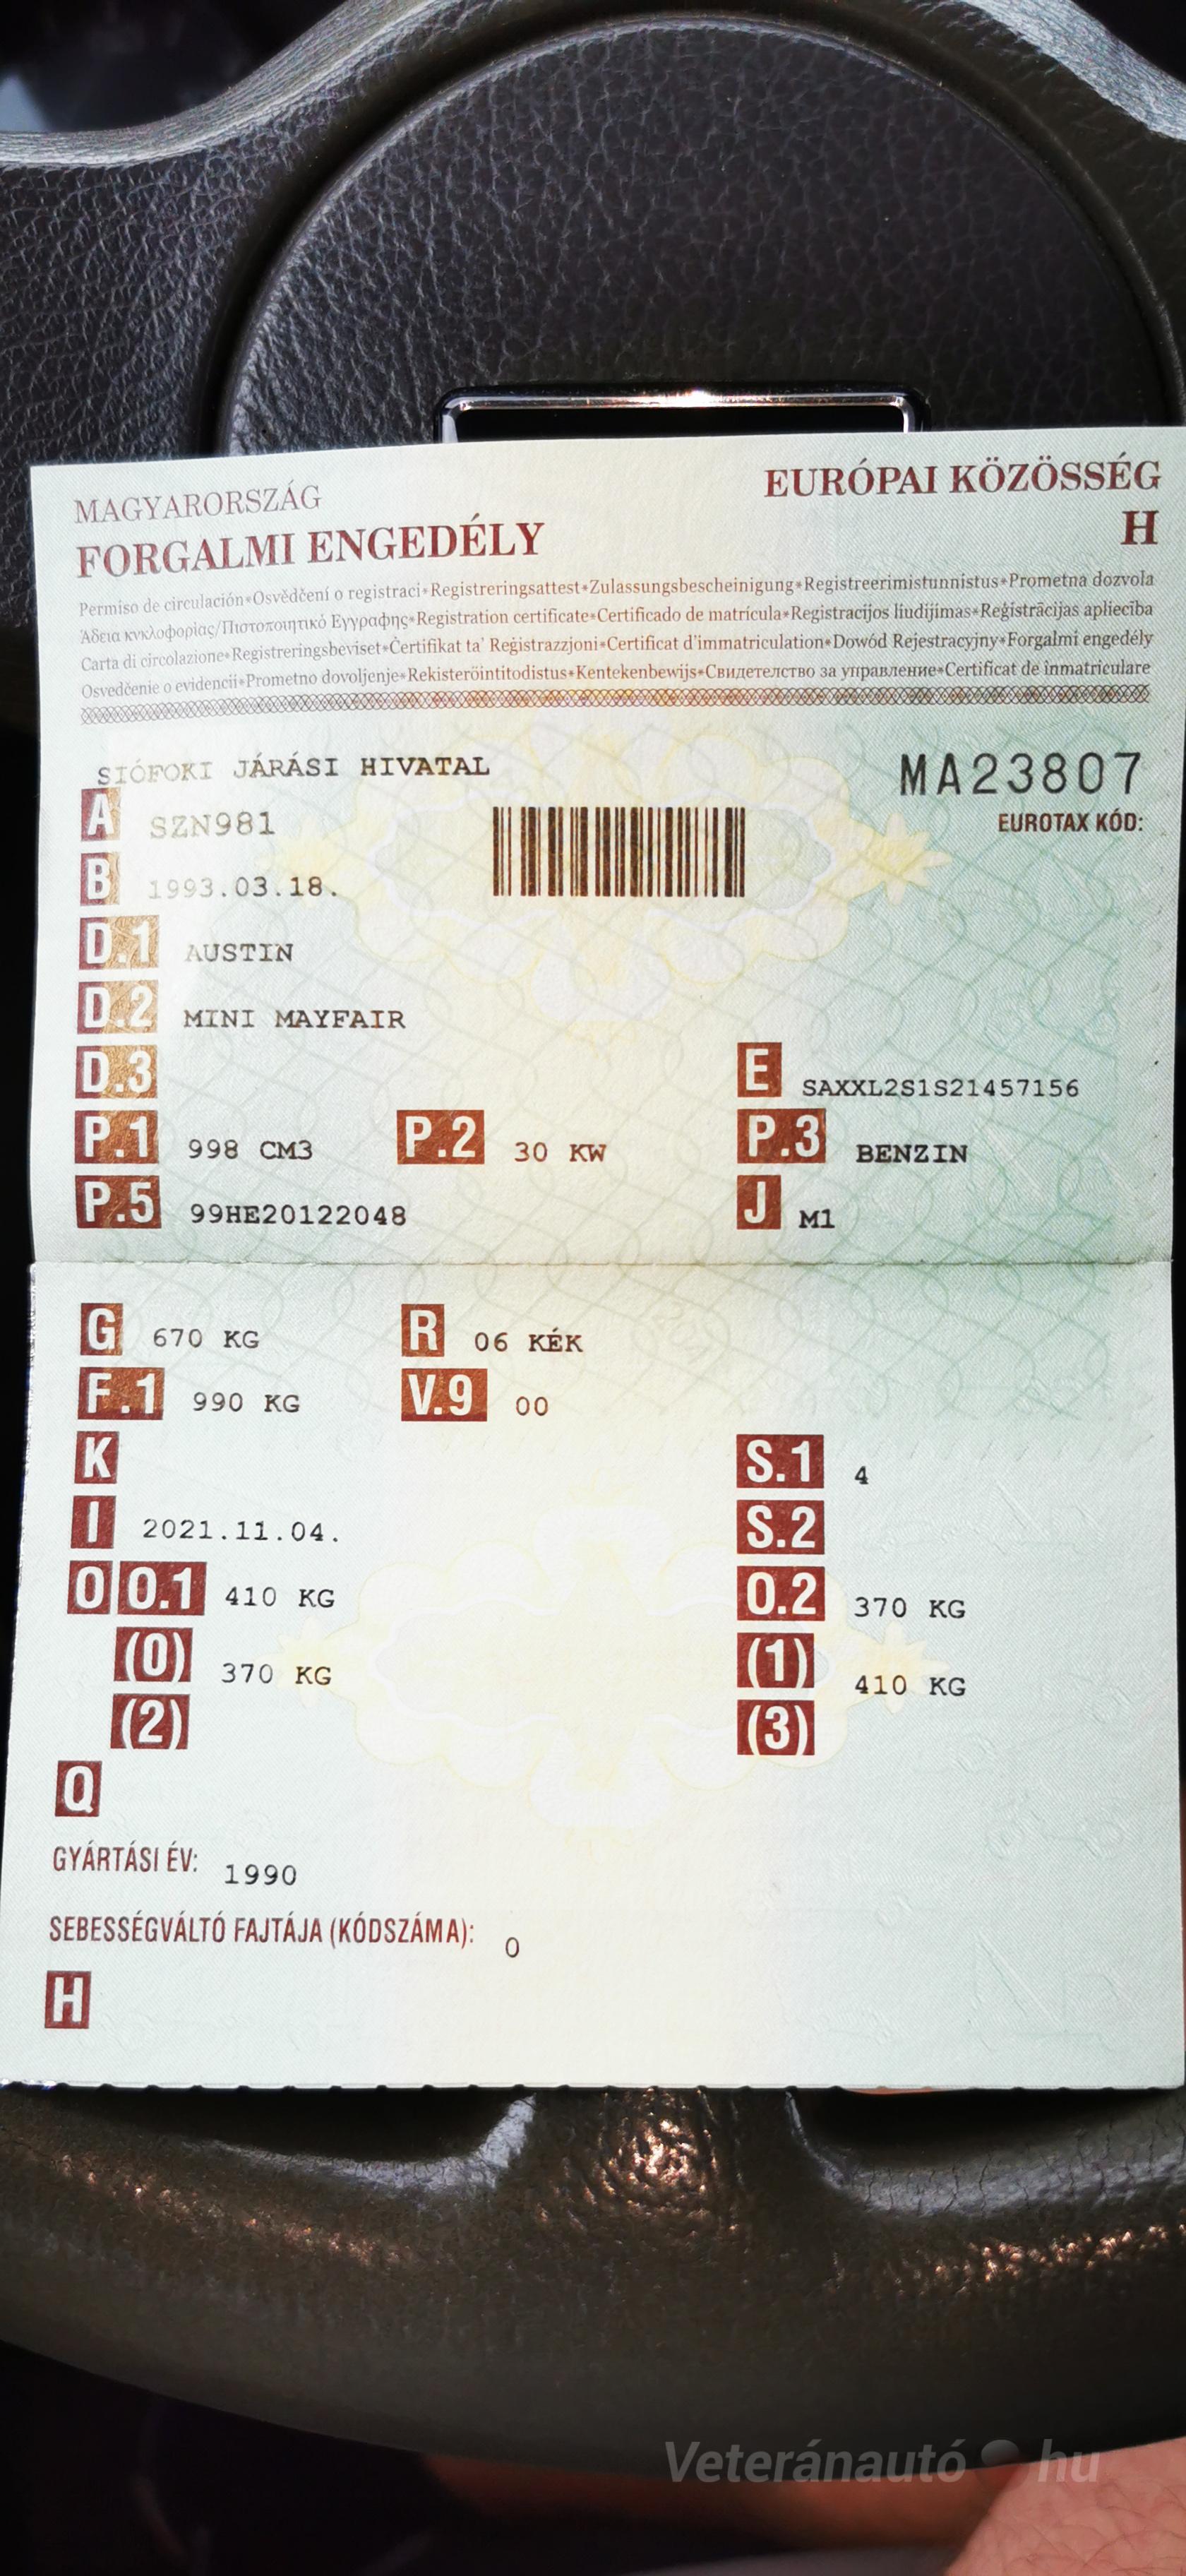 MAGYARORSZÁG
EURÓPAI KÖZÖSSÉG
FORGALMI ENGEDÉLY
H
Permiso de circulación•Osvědčení o registraci•Registreringsattest•Zulassungsbescheinigung•Registreerimistunnistus•Prometna dozvola
Άδεια κυκλοφορίας/Πιστοποιητικό Εγγραφης•Registration certificate•Certificado de matrícula•Registracijos liudijimas•Reģistrācijas apliecība
Carta di circolazione•Registreringsbeviset•Čertifikat ta' Reġistrazzjoni•Certificat d'immatriculation•Dowód Rejestracyjny•Forgalmi engedély
Osvedčenie o evidencii•Prometno dovoljenje•Rekisteröintitodistus•Kentekenbewijs•Свидетелство за управление•Certificat de înmatriculare
SIÓFOKI JÁRÁSI HIVATAL
MA23807
A SZN981
EUROTAX KÓD:
B 1993.03.18.
D.1 AUSTIN
D.2 MINI MAYFAIR
D.3
E SAXXL2S1S21457156
P.1 998 CM3 P.2 30 KW P.3 BENZIN
P.5 99HE20122048 J M1
G 670 KG R 06 KÉK
F.1 990 KG V.9 00
K S.1 4
I 2021.11.04. S.2
O O.1 410 KG O.2 370 KG
(0) 370 KG (1) 410 KG
(2) (3)
Q
GYÁRTÁSI ÉV: 1990
SEBESSÉGVÁLTÓ FAJTÁJA (KÓDSZÁMA): 0
H
Veteránautó hu